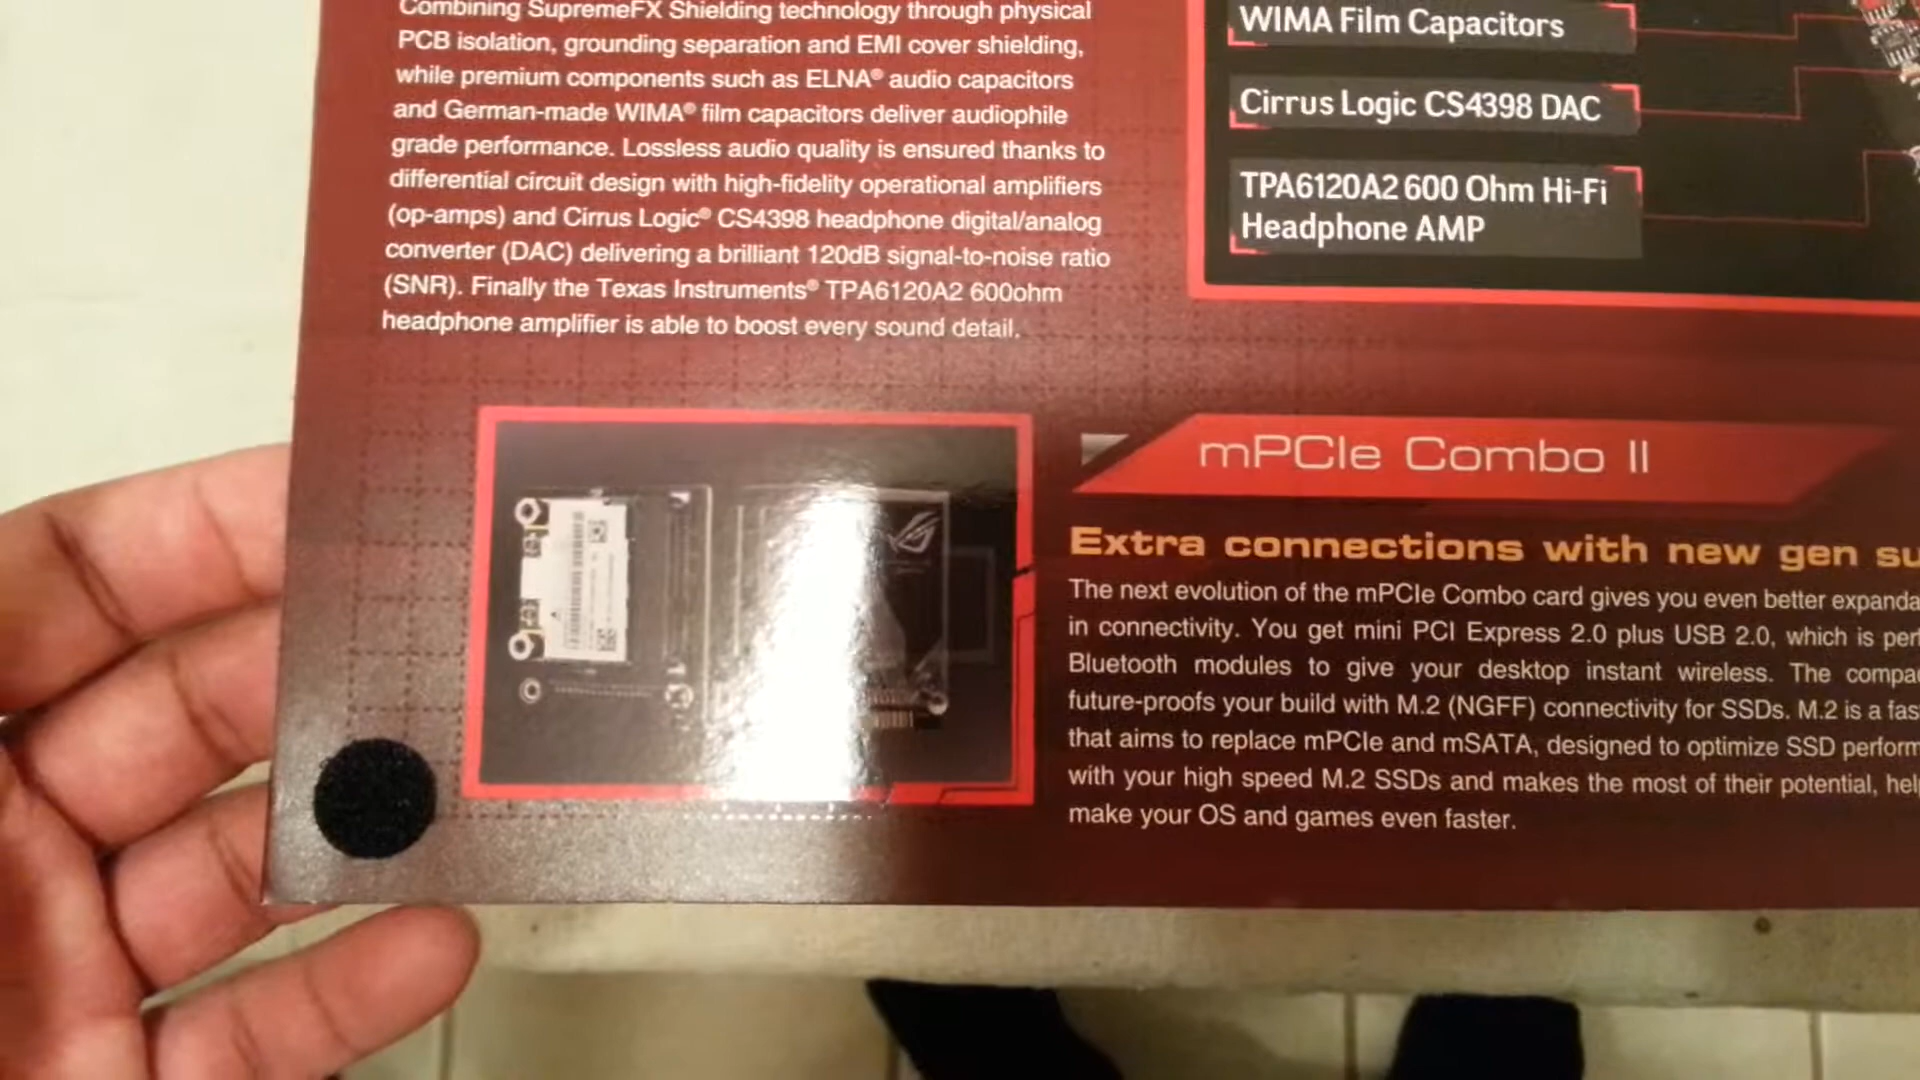 Combining SupremeFX Shielding technology through physical
PCB isolation, grounding separation and EMI cover shielding,
while premium components such as ELNA® audio capacitors
and German-made WIMA® film capacitors deliver audiophile
grade performance. Lossless audio quality is ensured thanks to
differential circuit design with high-fidelity operational amplifiers
(op-amps) and Cirrus Logic® CS4398 headphone digital/analog
converter (DAC) delivering a brilliant 120dB signal-to-noise ratio
(SNR). Finally the Texas Instruments® TPA6120A2 600ohm
headphone amplifier is able to boost every sound detail.
WIMA Film Capacitors
Cirrus Logic CS4398 DAC
TPA6120A2 600 Ohm Hi-Fi
Headphone AMP
mPCIe Combo II
Extra connections with new gen su
The next evolution of the mPCIe Combo card gives you even better expanda
in connectivity. You get mini PCI Express 2.0 plus USB 2.0, which is perf
Bluetooth modules to give your desktop instant wireless. The compa
future-proofs your build with M.2 (NGFF) connectivity for SSDs. M.2 is a fas
that aims to replace mPCIe and mSATA, designed to optimize SSD perform
with your high speed M.2 SSDs and makes the most of their potential, hel
make your OS and games even faster.